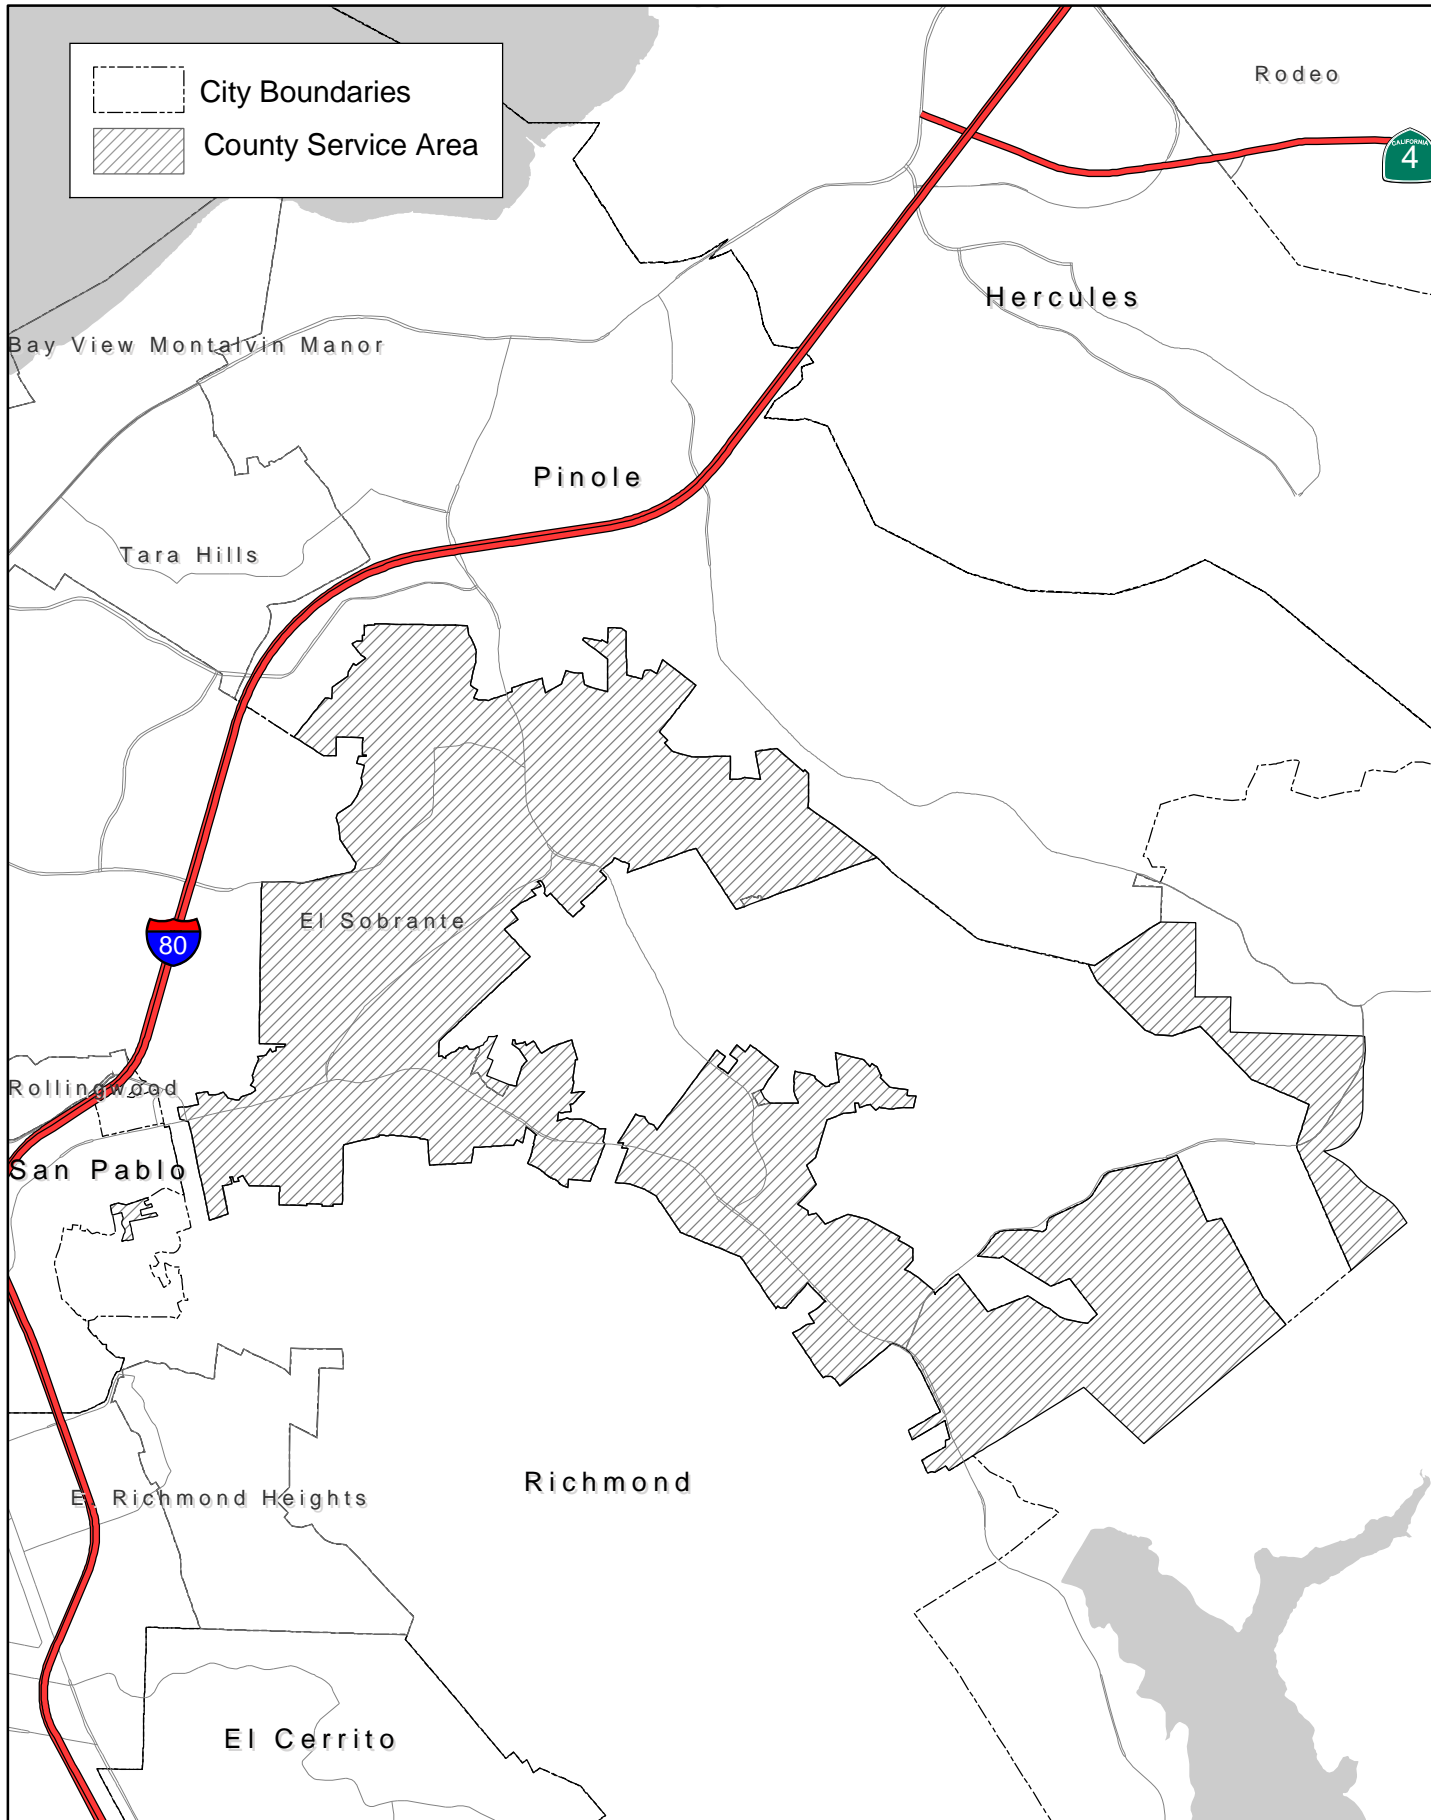 City Boundaries
County Service Area
Rodeo
CALIFORNIA
4
Hercules
Bay View Montalvin Manor
Pinole
Tara Hills
El Sobrante
80
Rollingwood
San Pablo
Richmond
E. Richmond Heights
El Cerrito